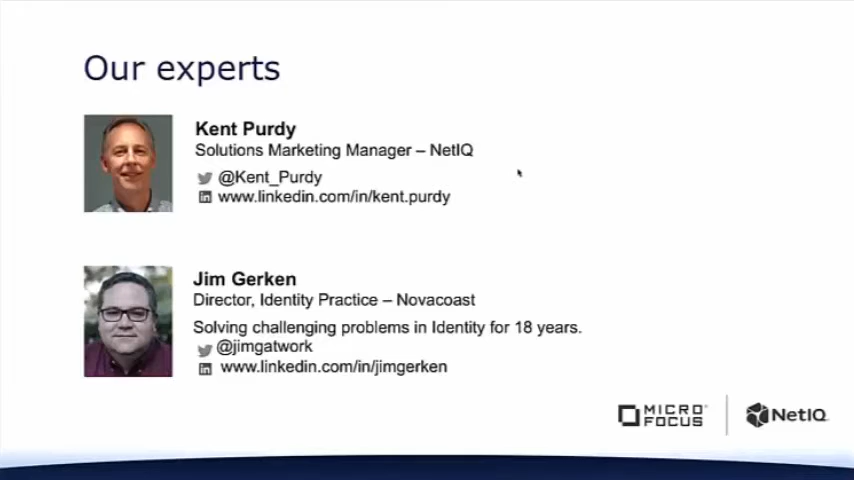 Our experts
Kent Purdy
Solutions Marketing Manager – NetIQ
@Kent_Purdy
www.linkedin.com/in/kent.purdy
Jim Gerken
Director, Identity Practice – Novacoast
Solving challenging problems in Identity for 18 years.
@jimgatwork
www.linkedin.com/in/jimgerken
MICRO
FOCUS
NetIQ